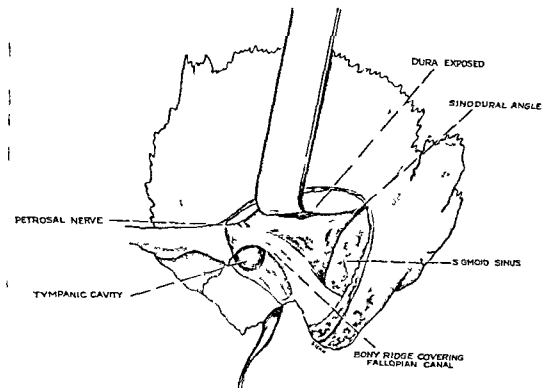 DURA EXPOSED
SINODURAL ANGLE
PETROSAL NERVE
SIGMOID SINUS
TYMPANIC CAVITY
BONY RIDGE COVERING
FALLOPIAN CANAL